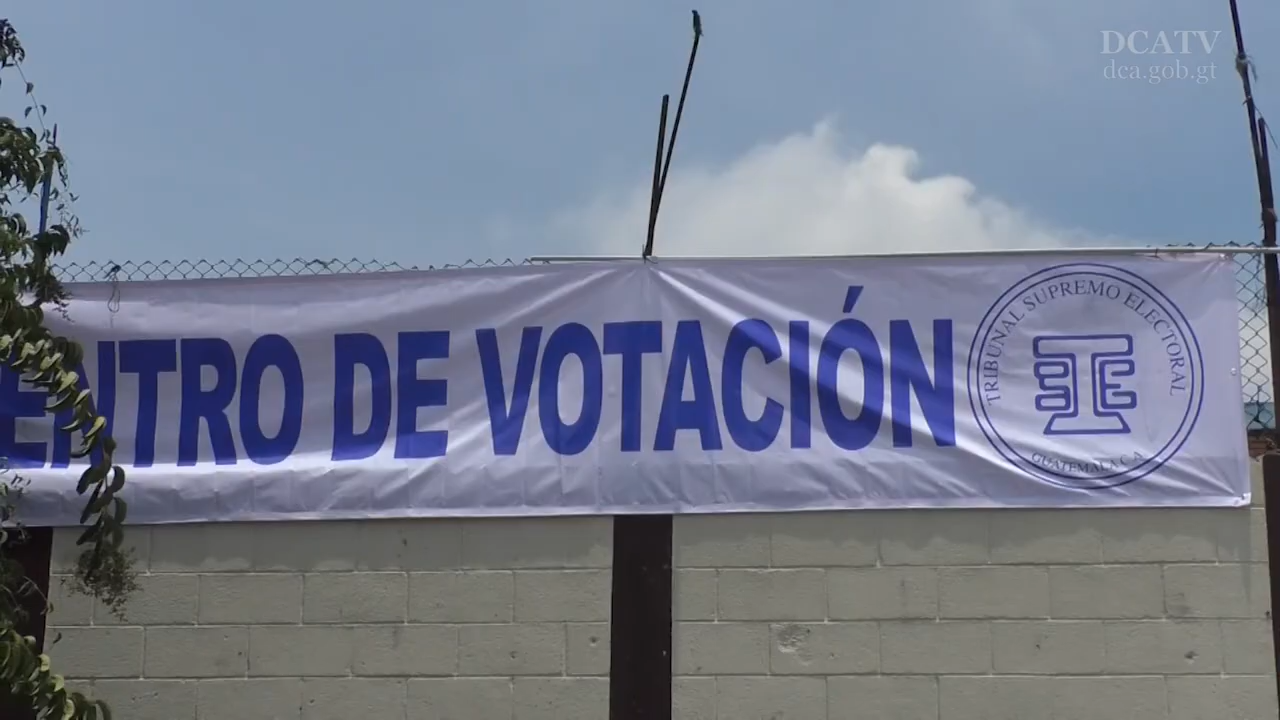 DCATV
dca.gob.gt
ENTRO DE VOTACIÓN
TRIBUNAL SUPREMO ELECTORAL
GUATEMALA C.A.